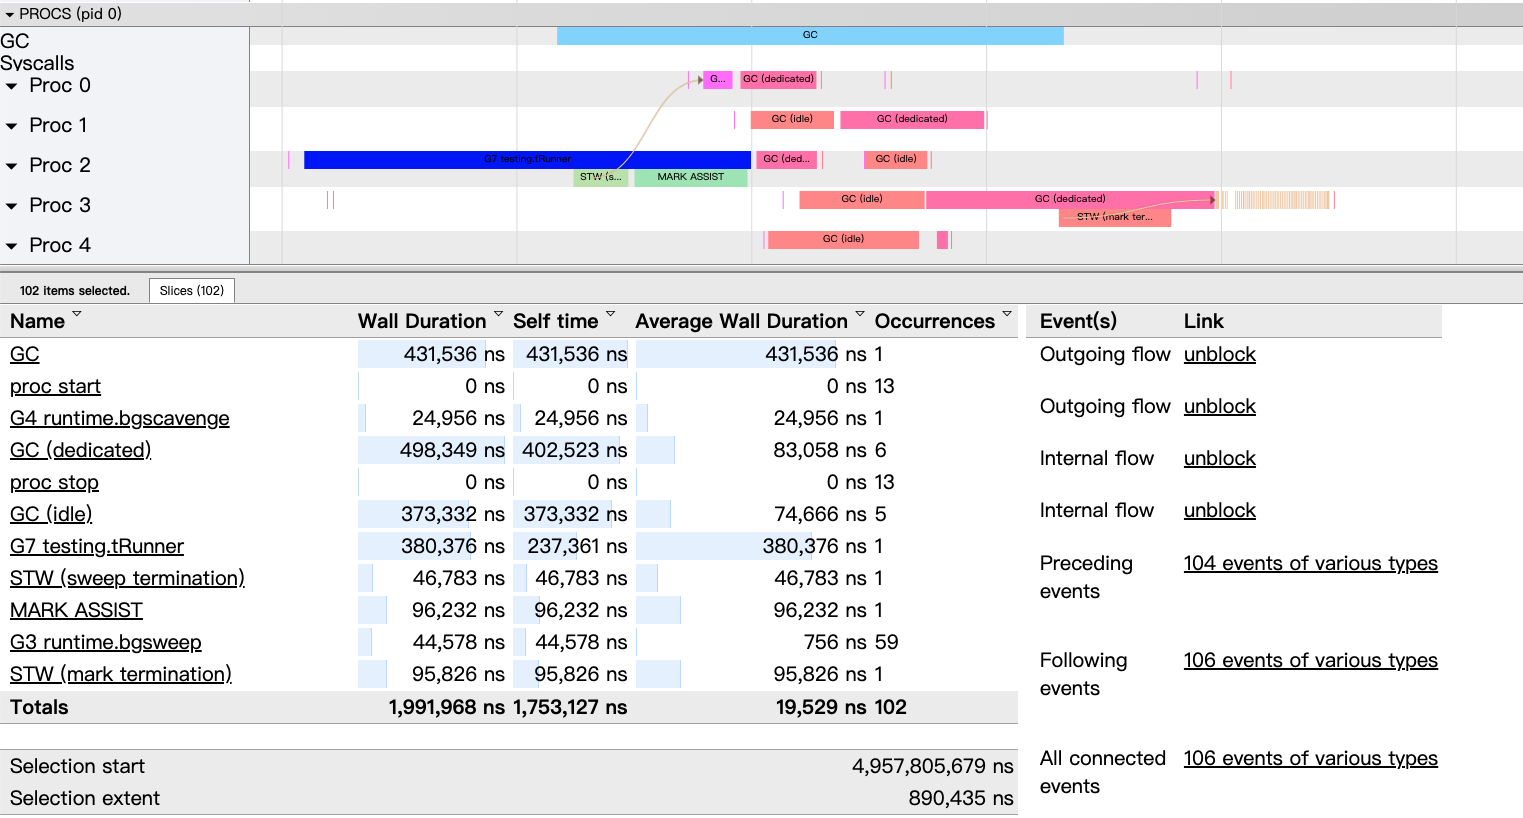 PROCS (pid 0)
GC
GC
Syscalls
Proc 0
G...
GC (dedicated)
Proc 1
GC (idle)
GC (dedicated)
Proc 2
G7 testing.tRunner
GC (ded...
GC (idle)
STW (s...
MARK ASSIST
Proc 3
GC (idle)
GC (dedicated)
STW (mark ter...
Proc 4
GC (idle)
102 items selected.
Slices (102)
Name Wall Duration Self time Average Wall Duration Occurrences
GC 431,536 ns 431,536 ns 431,536 ns 1
proc start 0 ns 0 ns 0 ns 13
G4 runtime.bgscavenge 24,956 ns 24,956 ns 24,956 ns 1
GC (dedicated) 498,349 ns 402,523 ns 83,058 ns 6
proc stop 0 ns 0 ns 0 ns 13
GC (idle) 373,332 ns 373,332 ns 74,666 ns 5
G7 testing.tRunner 380,376 ns 237,361 ns 380,376 ns 1
STW (sweep termination) 46,783 ns 46,783 ns 46,783 ns 1
MARK ASSIST 96,232 ns 96,232 ns 96,232 ns 1
G3 runtime.bgsweep 44,578 ns 44,578 ns 756 ns 59
STW (mark termination) 95,826 ns 95,826 ns 95,826 ns 1
Totals 1,991,968 ns 1,753,127 ns 19,529 ns 102
Selection start 4,957,805,679 ns
Selection extent 890,435 ns
Event(s) Link
Outgoing flow unblock
Outgoing flow unblock
Internal flow unblock
Internal flow unblock
Preceding 104 events of various types
events
Following 106 events of various types
events
All connected 106 events of various types
events